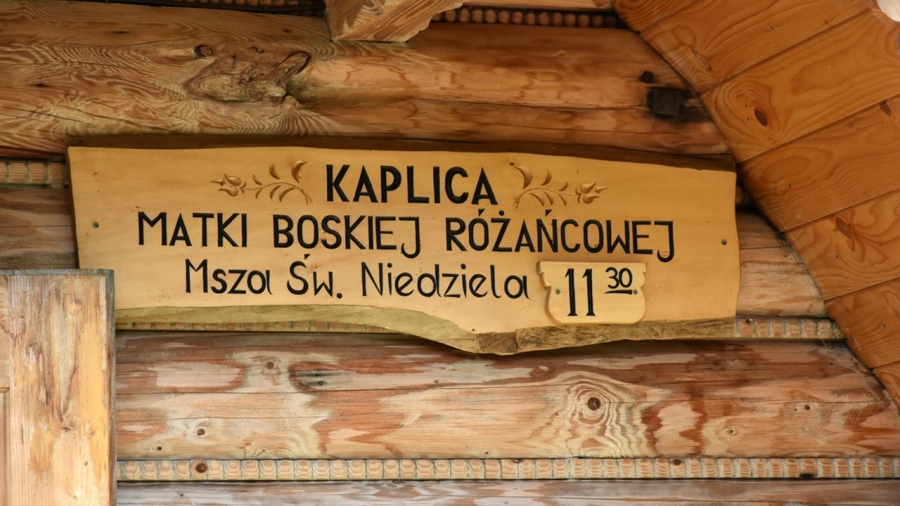 KAPLICA
MATKI BOSKIEJ RÓŻAŃCOWEJ
Msza Św. Niedziela 11 30